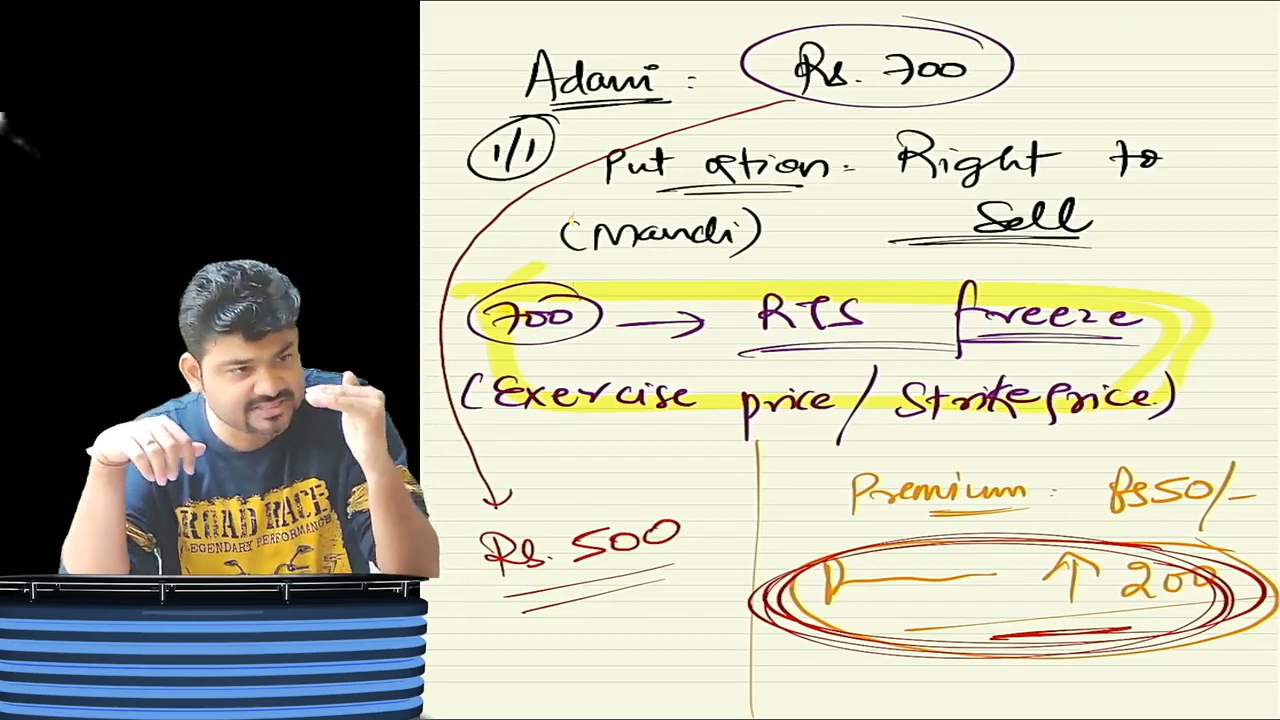 Adani : Rs. 700
1/1 Put option = Right to
(Mandi) Sell
700 → RTS freeze
(Exercise price / Strike price)
Premium : Rs 50/-
Rs. 500
P ↑ 200
ROAD RACE
LEGENDARY PERFORMANCE